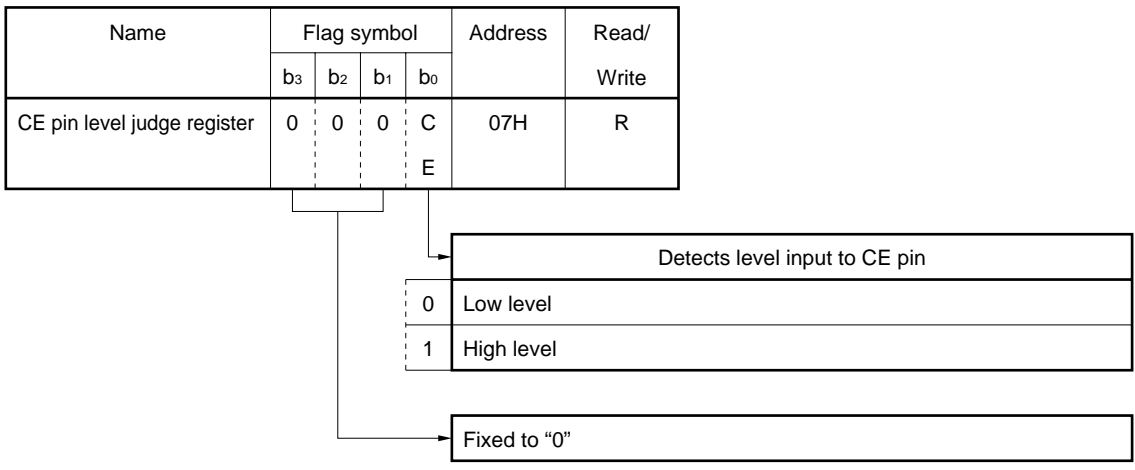 Name Flag symbol Address Read/
b3 b2 b1 b0 Write
CE pin level judge register 0 0 0 C 07H R
E
Detects level input to CE pin
0 Low level
1 High level
Fixed to “0”